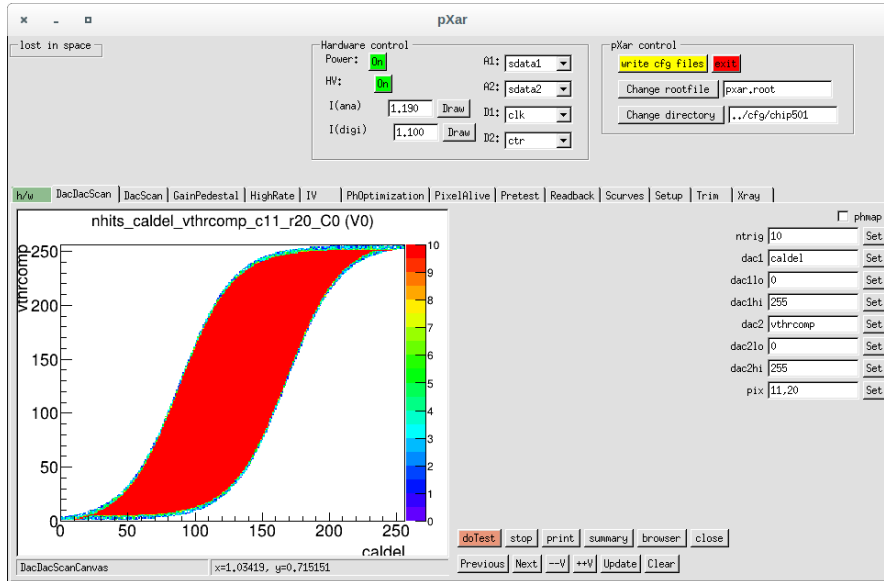 pXar
lost in space
Hardware control
Power: On
HV: On
I(ana) 1.190 Draw
I(digi) 1.100 Draw
A1: sdata1
A2: sdata2
D1: clk
D2: ctr
pXar control
write cfg files exit
Change rootfile pxar.root
Change directory ../cfg/chip501
h/w DacDacScan DacScan GainPedestal HighRate IV PhOptimization PixelAlive Pretest Readback Scurves Setup Trim Xray
nhits_caldel_vthrcomp_c11_r20_C0 (V0)
vthrcomp
250
200
150
100
50
0
0 50 100 150 200 250
caldel
10
9
8
7
6
5
4
3
2
1
0
DacDacScanCanvas x=1.03419, y=0.715151
phmap
ntrig 10 Set
dac1 caldel Set
dac1lo 0 Set
dac1hi 255 Set
dac2 vthrcomp Set
dac2lo 0 Set
dac2hi 255 Set
pix 11,20 Set
doTest stop print summary browser close
Previous Next --V ++V Update Clear